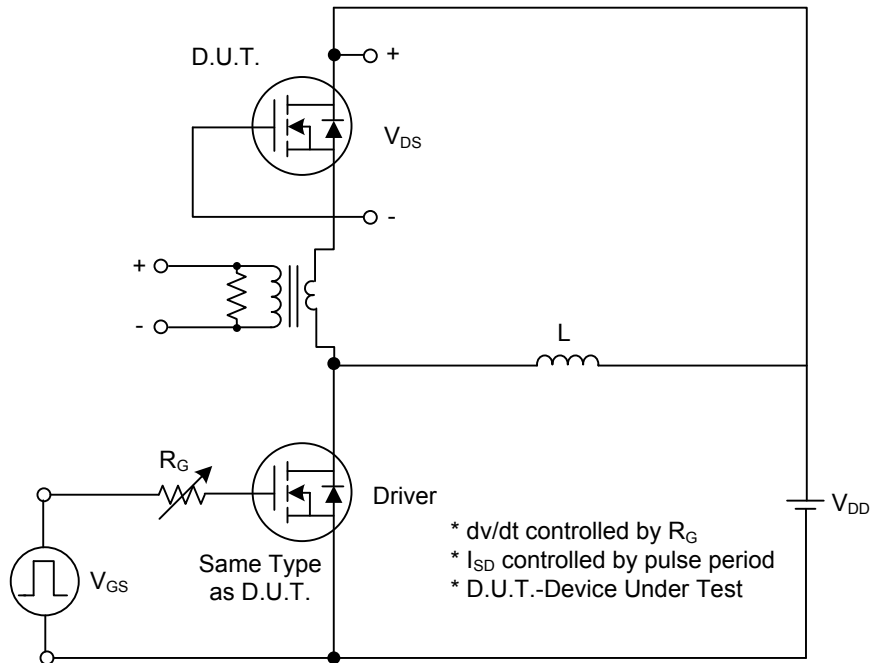 D.U.T.
+
V_DS
-
+
-
L
R_G
Driver
V_DD
V_GS
Same Type
as D.U.T.
* dv/dt controlled by R_G
* I_SD controlled by pulse period
* D.U.T.-Device Under Test